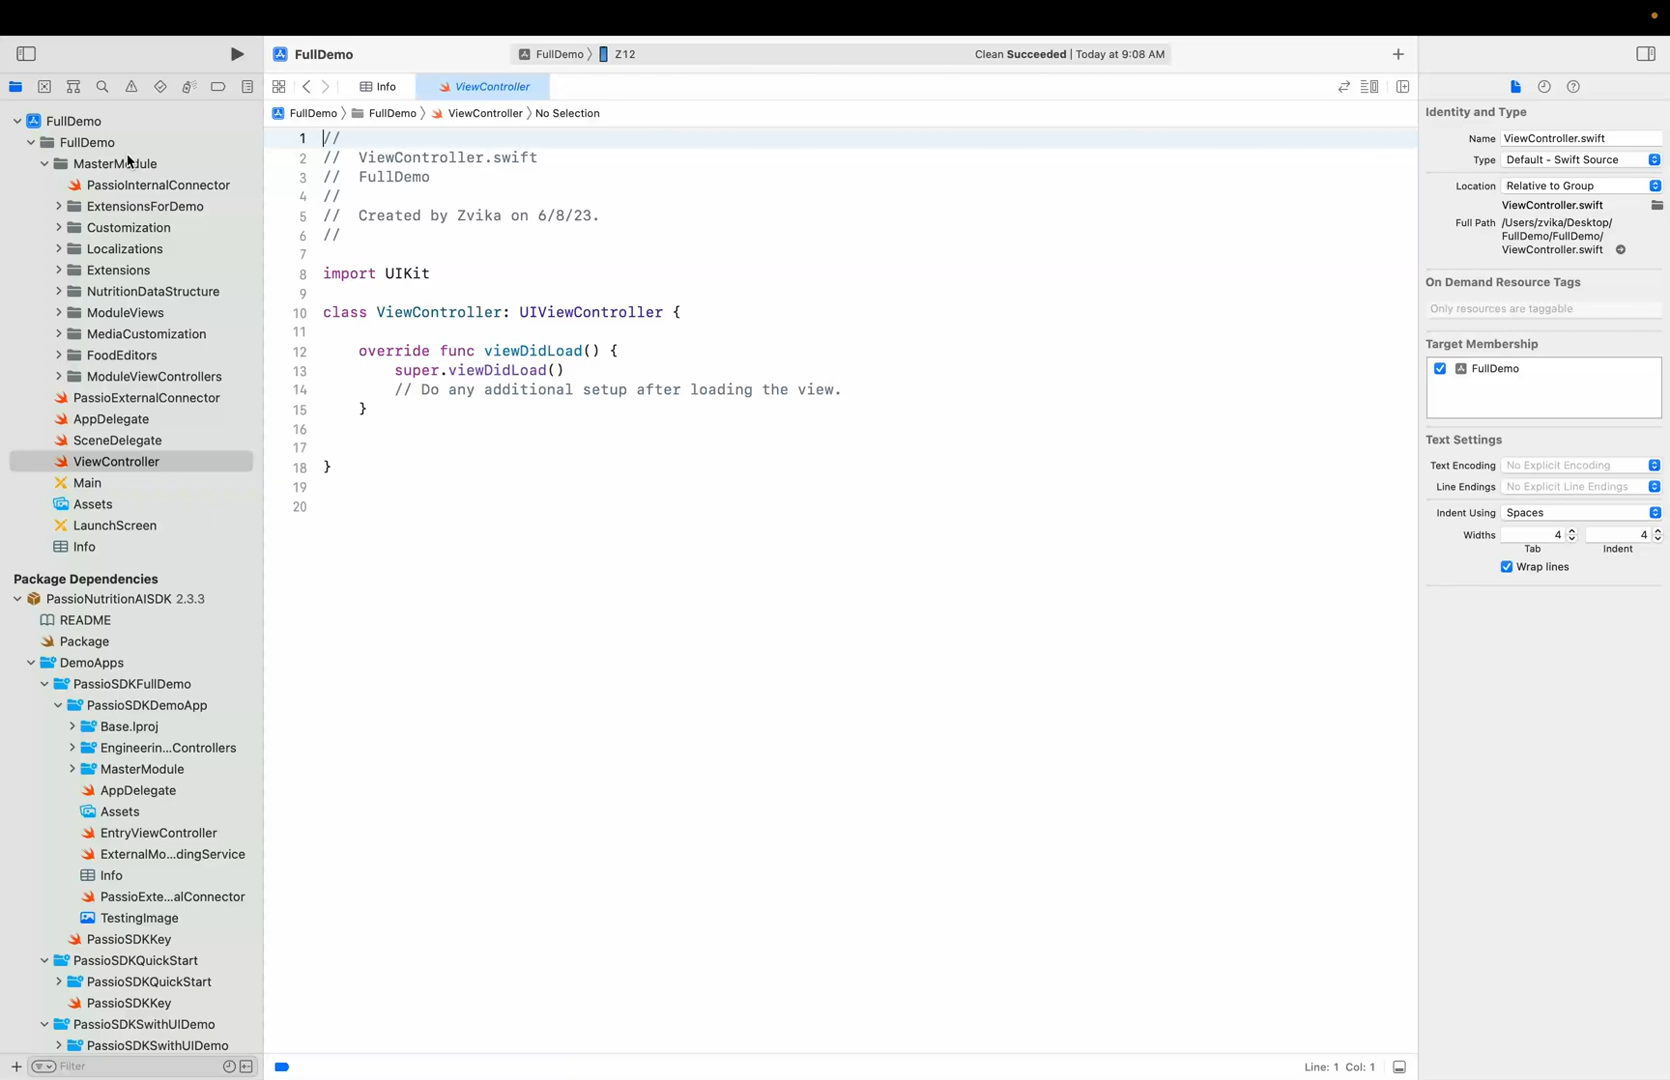 FullDemo
FullDemo Z12
Clean Succeeded | Today at 9:08 AM
Info
ViewController
FullDemo FullDemo ViewController No Selection
FullDemo
FullDemo
MasterModule
PassioInternalConnector
ExtensionsForDemo
Customization
Localizations
Extensions
NutritionDataStructure
ModuleViews
MediaCustomization
FoodEditors
ModuleViewControllers
PassioExternalConnector
AppDelegate
SceneDelegate
ViewController
Main
Assets
LaunchScreen
Info
Package Dependencies
PassioNutritionAISDK 2.3.3
README
Package
DemoApps
PassioSDKFullDemo
PassioSDKDemoApp
Base.lproj
Engineerin...Controllers
MasterModule
AppDelegate
Assets
EntryViewController
ExternalMo...dingService
Info
PassioExte...alConnector
TestingImage
PassioSDKKey
PassioSDKQuickStart
PassioSDKQuickStart
PassioSDKKey
PassioSDKSwithUIDemo
PassioSDKSwithUIDemo
Filter
1 //
2 //  ViewController.swift
3 //  FullDemo
4 //
5 //  Created by Zvika on 6/8/23.
6 //
7
8 import UIKit
9
10 class ViewController: UIViewController {
11
12     override func viewDidLoad() {
13         super.viewDidLoad()
14         // Do any additional setup after loading the view.
15     }
16
17
18 }
19
20
Line: 1 Col: 1
Identity and Type
Name ViewController.swift
Type Default - Swift Source
Location Relative to Group
ViewController.swift
Full Path /Users/zvika/Desktop/
FullDemo/FullDemo/
ViewController.swift
On Demand Resource Tags
Only resources are taggable
Target Membership
FullDemo
Text Settings
Text Encoding No Explicit Encoding
Line Endings No Explicit Line Endings
Indent Using Spaces
Widths 4 4
Tab Indent
Wrap lines